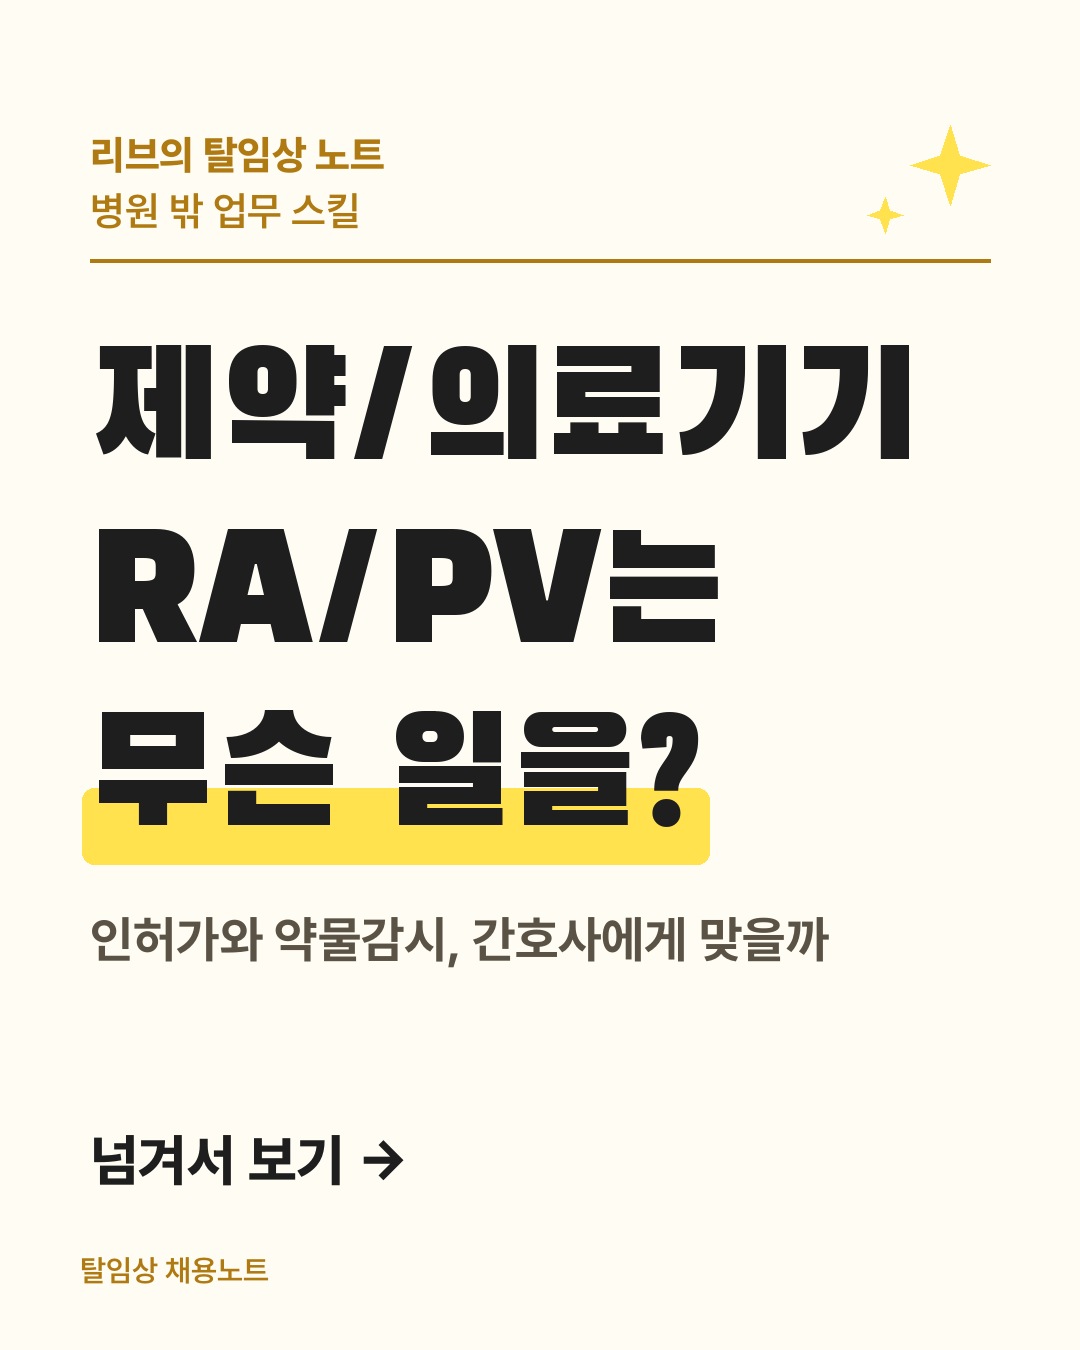 리브의 탈임상 노트
병원 밖 업무 스킬
제약/의료기기
RA/PV는
무슨 일을?
인허가와 약물감시, 간호사에게 맞을까
넘겨서 보기 →
탈임상 채용노트